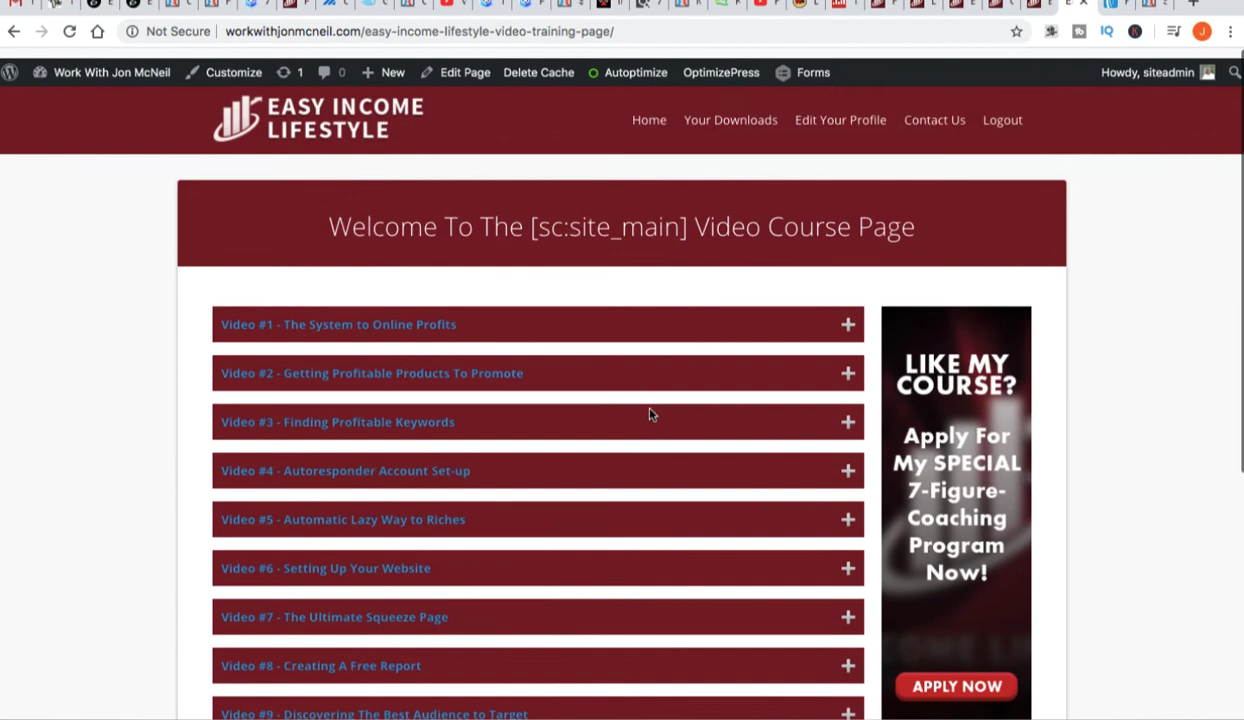 Not Secure
workwithjonmcneil.com/easy-income-lifestyle-video-training-page/
IQ
K
J
Work With Jon McNeil
Customize
1
0
New
Edit Page
Delete Cache
Autoptimize
OptimizePress
Forms
Howdy, siteadmin
EASY INCOME
LIFESTYLE
Home
Your Downloads
Edit Your Profile
Contact Us
Logout
Welcome To The [sc:site_main] Video Course Page
Video #1 - The System to Online Profits
Video #2 - Getting Profitable Products To Promote
Video #3 - Finding Profitable Keywords
Video #4 - Autoresponder Account Set-up
Video #5 - Automatic Lazy Way to Riches
Video #6 - Setting Up Your Website
Video #7 - The Ultimate Squeeze Page
Video #8 - Creating A Free Report
Video #9 - Discovering The Best Audience to Target
LIKE MY
COURSE?
Apply For
My SPECIAL
7-Figure-
Coaching
Program
Now!
APPLY NOW